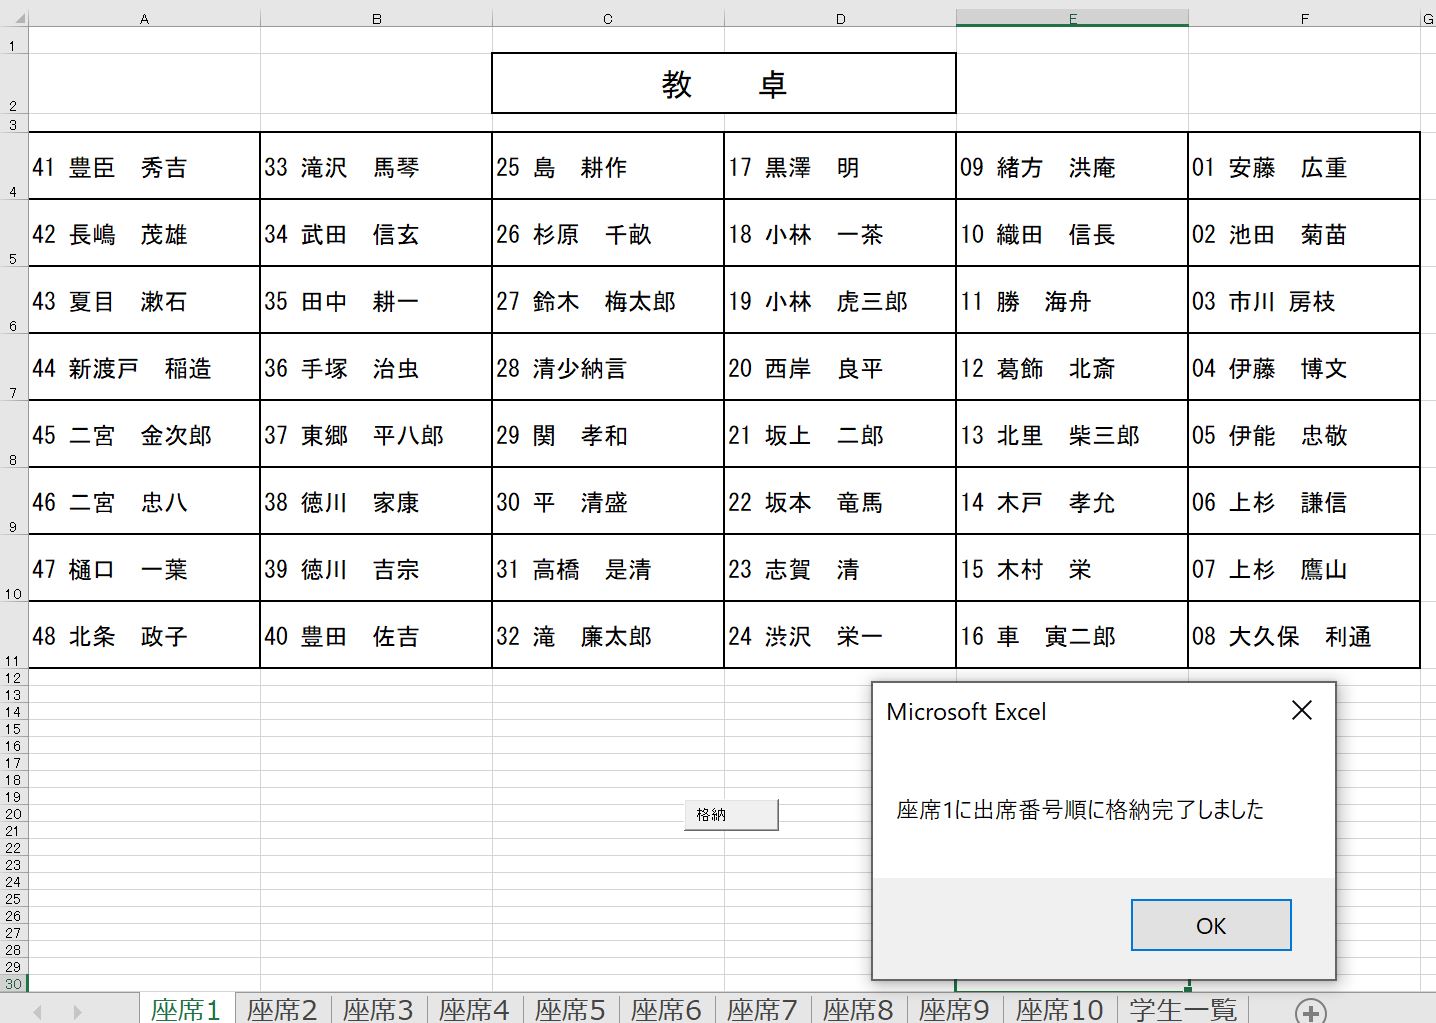 A B C D E F G
1
2 教　卓
3
4 41 豊臣　秀吉 33 滝沢　馬琴 25 島　耕作 17 黒澤　明 09 緒方　洪庵 01 安藤　広重
5 42 長嶋　茂雄 34 武田　信玄 26 杉原　千畝 18 小林　一茶 10 織田　信長 02 池田　菊苗
6 43 夏目　漱石 35 田中　耕一 27 鈴木　梅太郎 19 小林　虎三郎 11 勝　海舟 03 市川 房枝
7 44 新渡戸　稲造 36 手塚　治虫 28 清少納言 20 西岸　良平 12 葛飾　北斎 04 伊藤　博文
8 45 二宮　金次郎 37 東郷　平八郎 29 関　孝和 21 坂上　二郎 13 北里　柴三郎 05 伊能　忠敬
9 46 二宮　忠八 38 徳川　家康 30 平　清盛 22 坂本　竜馬 14 木戸　孝允 06 上杉　謙信
10 47 樋口　一葉 39 徳川　吉宗 31 高橋　是清 23 志賀　清 15 木村　栄 07 上杉　鷹山
11 48 北条　政子 40 豊田　佐吉 32 滝　廉太郎 24 渋沢　栄一 16 車　寅二郎 08 大久保　利通
12
13
14 Microsoft Excel
15
16
17
18
19
20 格納 座席1に出席番号順に格納完了しました
21
22
23
24
25
26
27 OK
28
29
30
座席1 座席2 座席3 座席4 座席5 座席6 座席7 座席8 座席9 座席10 学生一覧